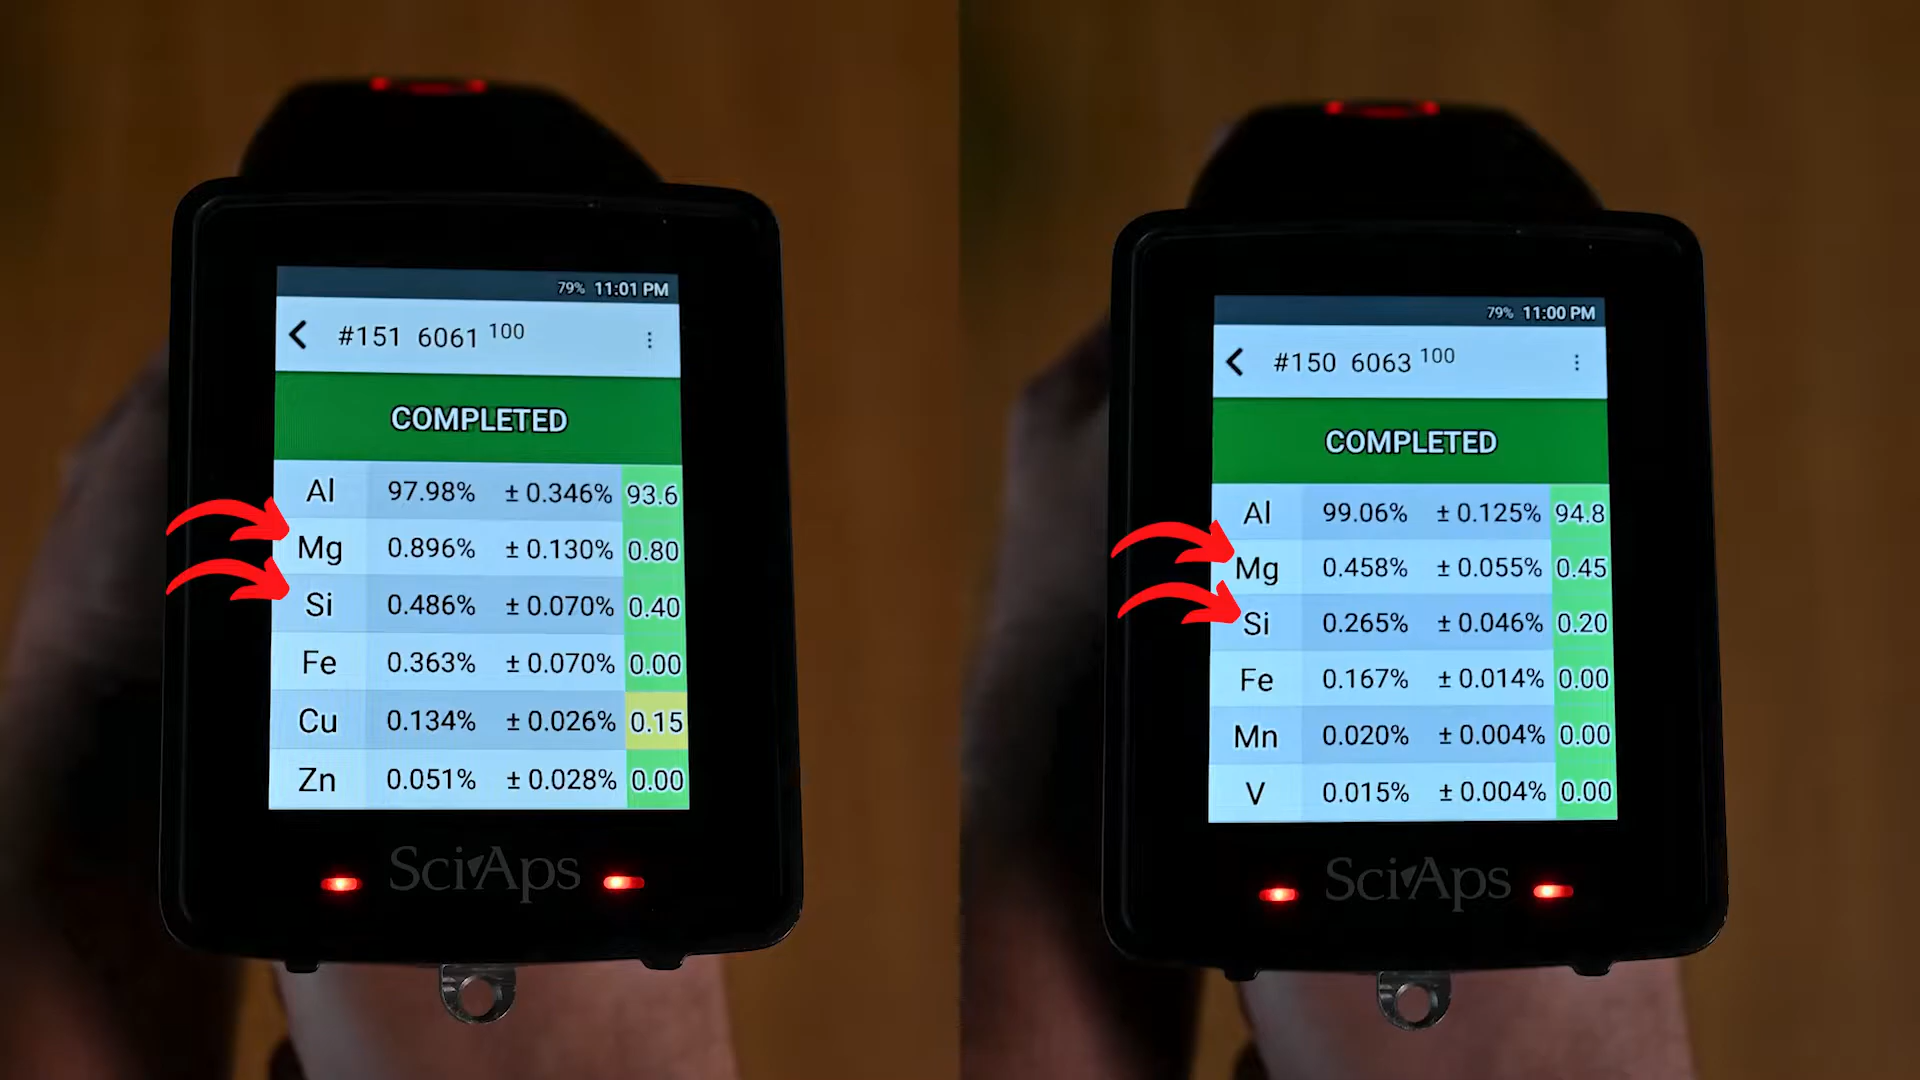 79% 11:01 PM
#151 6061 100
COMPLETED
Al 97.98% ± 0.346% 93.6
Mg 0.896% ± 0.130% 0.80
Si 0.486% ± 0.070% 0.40
Fe 0.363% ± 0.070% 0.00
Cu 0.134% ± 0.026% 0.15
Zn 0.051% ± 0.028% 0.00
SciAps
79% 11:00 PM
#150 6063 100
COMPLETED
Al 99.06% ± 0.125% 94.8
Mg 0.458% ± 0.055% 0.45
Si 0.265% ± 0.046% 0.20
Fe 0.167% ± 0.014% 0.00
Mn 0.020% ± 0.004% 0.00
V 0.015% ± 0.004% 0.00
SciAps